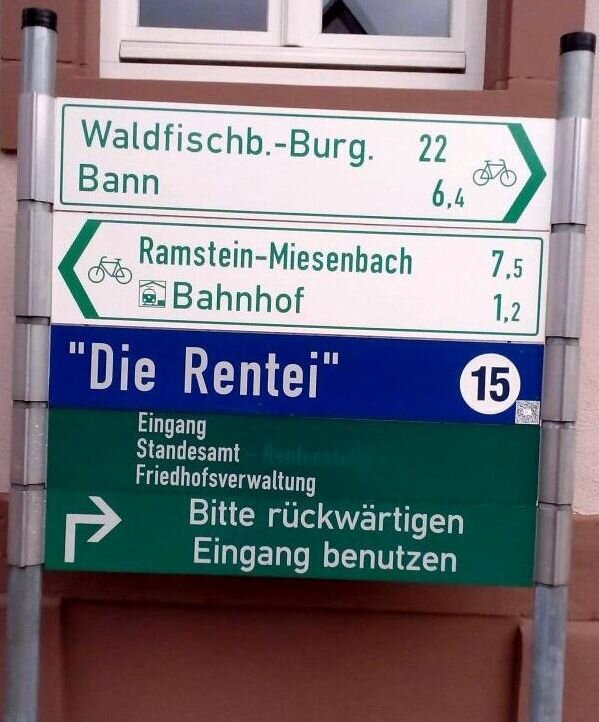 Waldfischb.-Burg. 22
Bann 6,4
Ramstein-Miesenbach 7,5
Bahnhof 1,2
"Die Rentei" 15
Eingang
Standesamt
Friedhofsverwaltung
Bitte rückwärtigen
Eingang benutzen